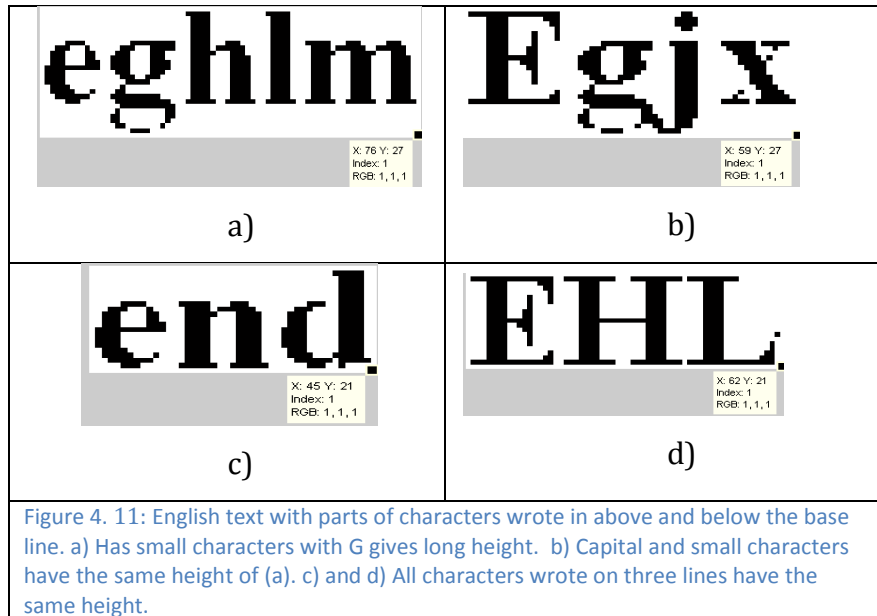 eghlm
X: 76 Y: 27
Index: 1
RGB: 1, 1, 1
a)
Egjx
X: 59 Y: 27
Index: 1
RGB: 1, 1, 1
b)
end
X: 45 Y: 21
Index: 1
RGB: 1, 1, 1
c)
EHL
X: 62 Y: 21
Index: 1
RGB: 1, 1, 1
d)
Figure 4. 11: English text with parts of characters wrote in above and below the base
line. a) Has small characters with G gives long height. b) Capital and small characters
have the same height of (a). c) and d) All characters wrote on three lines have the
same height.